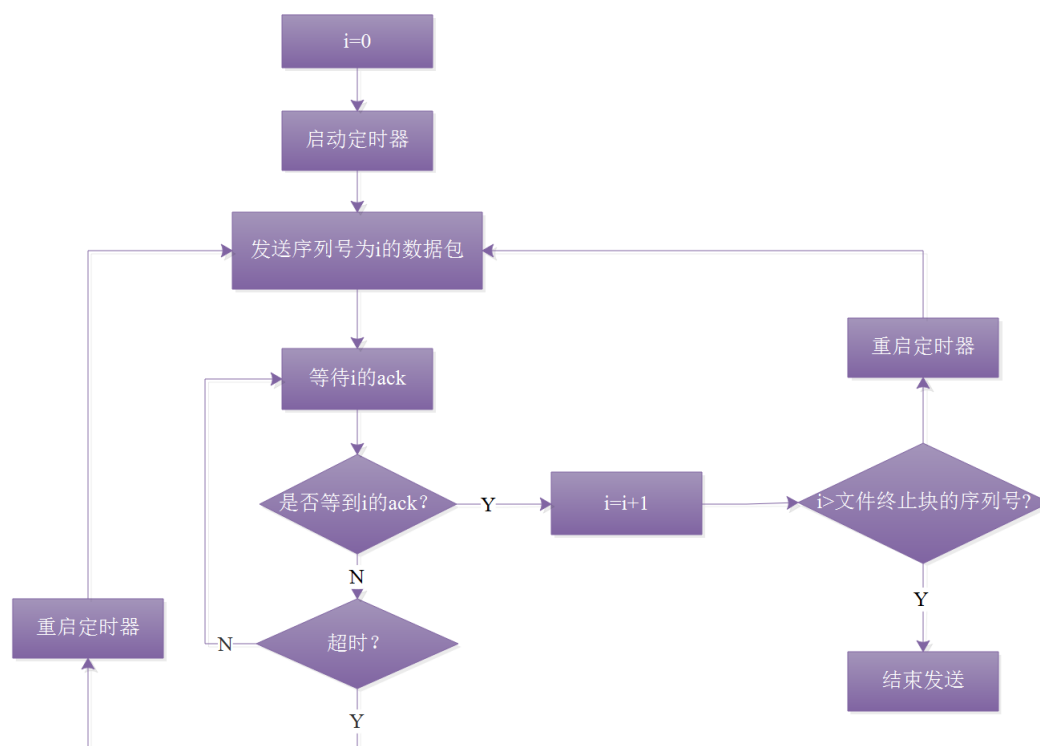 i=0
启动定时器
发送序列号为i的数据包
重启定时器
等待i的ack
是否等到i的ack?
Y
i=i+1
i>文件终止块的序列号?
N
Y
重启定时器
超时?
N
结束发送
Y